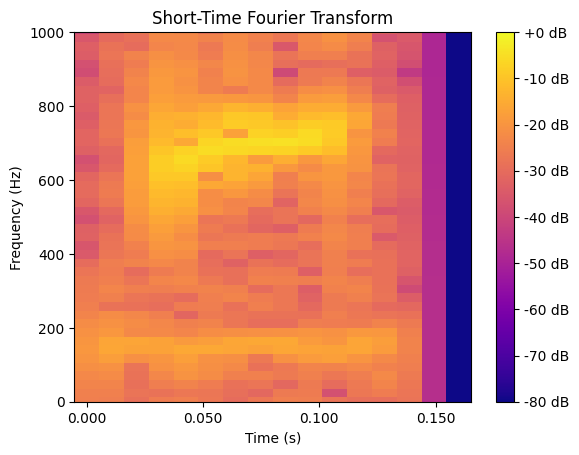 Short-Time Fourier Transform
1000
800
600
400
200
0
Frequency (Hz)
0.000
0.050
0.100
0.150
Time (s)
+0 dB
-10 dB
-20 dB
-30 dB
-40 dB
-50 dB
-60 dB
-70 dB
-80 dB